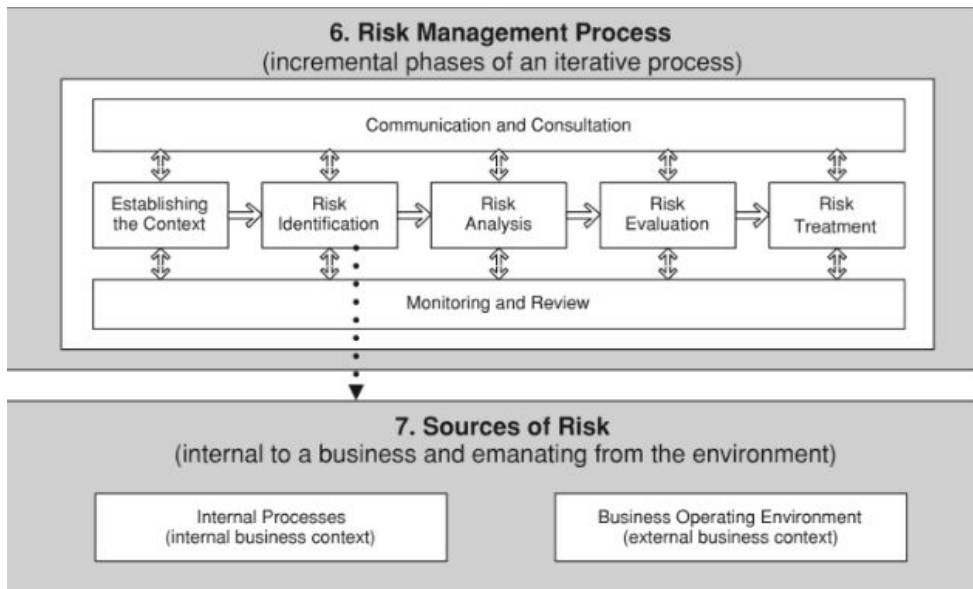 6. Risk Management Process
(incremental phases of an iterative process)
Communication and Consultation
Establishing
the Context
Risk
Identification
Risk
Analysis
Risk
Evaluation
Risk
Treatment
Monitoring and Review
7. Sources of Risk
(internal to a business and emanating from the environment)
Internal Processes
(internal business context)
Business Operating Environment
(external business context)